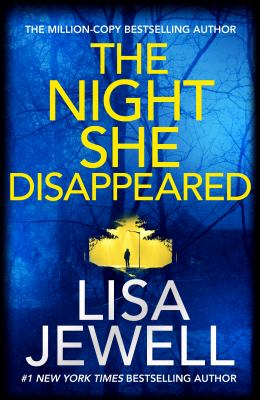 THE MILLION-COPY BESTSELLING AUTHOR
THE
NIGHT
SHE
DISAPPEARED
LISA
JEWELL
#1 NEW YORK TIMES BESTSELLING AUTHOR